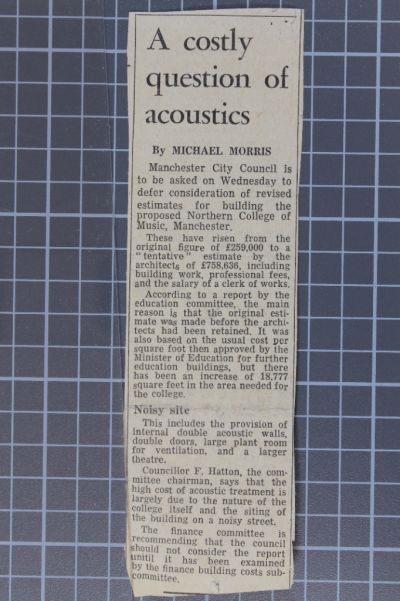 A costly
question of
acoustics
By MICHAEL MORRIS
Manchester City Council is
to be asked on Wednesday to
defer consideration of revised
estimates for building the
proposed Northern College of
Music, Manchester.
These have risen from the
original figure of £259,000 to a
"tentative" estimate by the
architects of £758,636, including
building work, professional fees,
and the salary of a clerk of works.
According to a report by the
education committee, the main
reason is that the original esti-
mate was made before the archi-
tects had been retained. It was
also based on the usual cost per
square foot then approved by the
Minister of Education for further
education buildings, but there
has been an increase of 18,777
square feet in the area needed for
the college.
Noisy site
This includes the provision of
internal double acoustic walls,
double doors, large plant room
for ventilation, and a larger
theatre.
Councillor F. Hatton, the com-
mittee chairman, says that the
high cost of acoustic treatment is
largely due to the nature of the
college itself and the siting of
the building on a noisy street.
The finance committee is
recommending that the council
should not consider the report
unitil it has been examined
by the finance building costs sub-
committee.